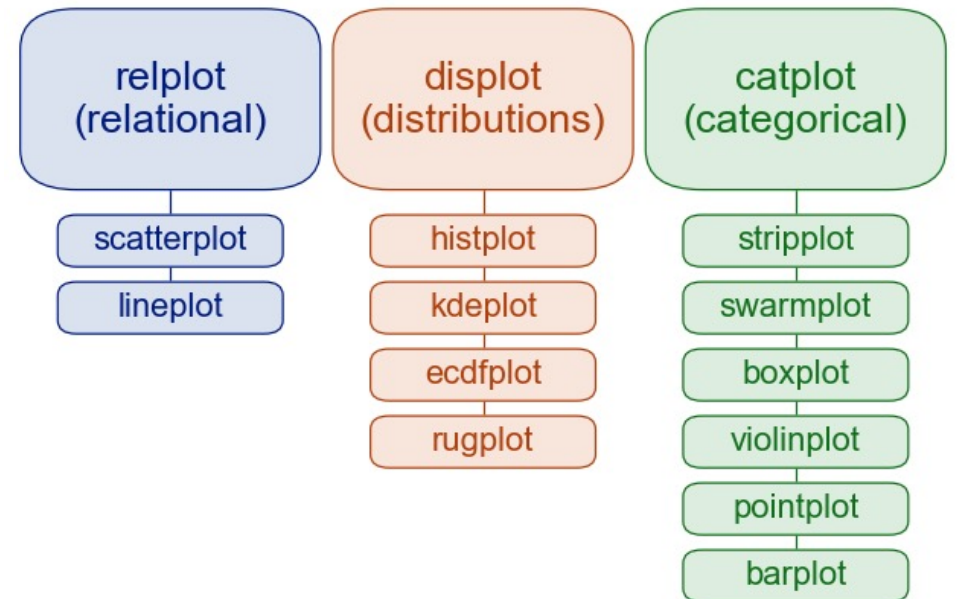 relplot
(relational)
scatterplot
lineplot
displot
(distributions)
histplot
kdeplot
ecdfplot
rugplot
catplot
(categorical)
stripplot
swarmplot
boxplot
violinplot
pointplot
barplot